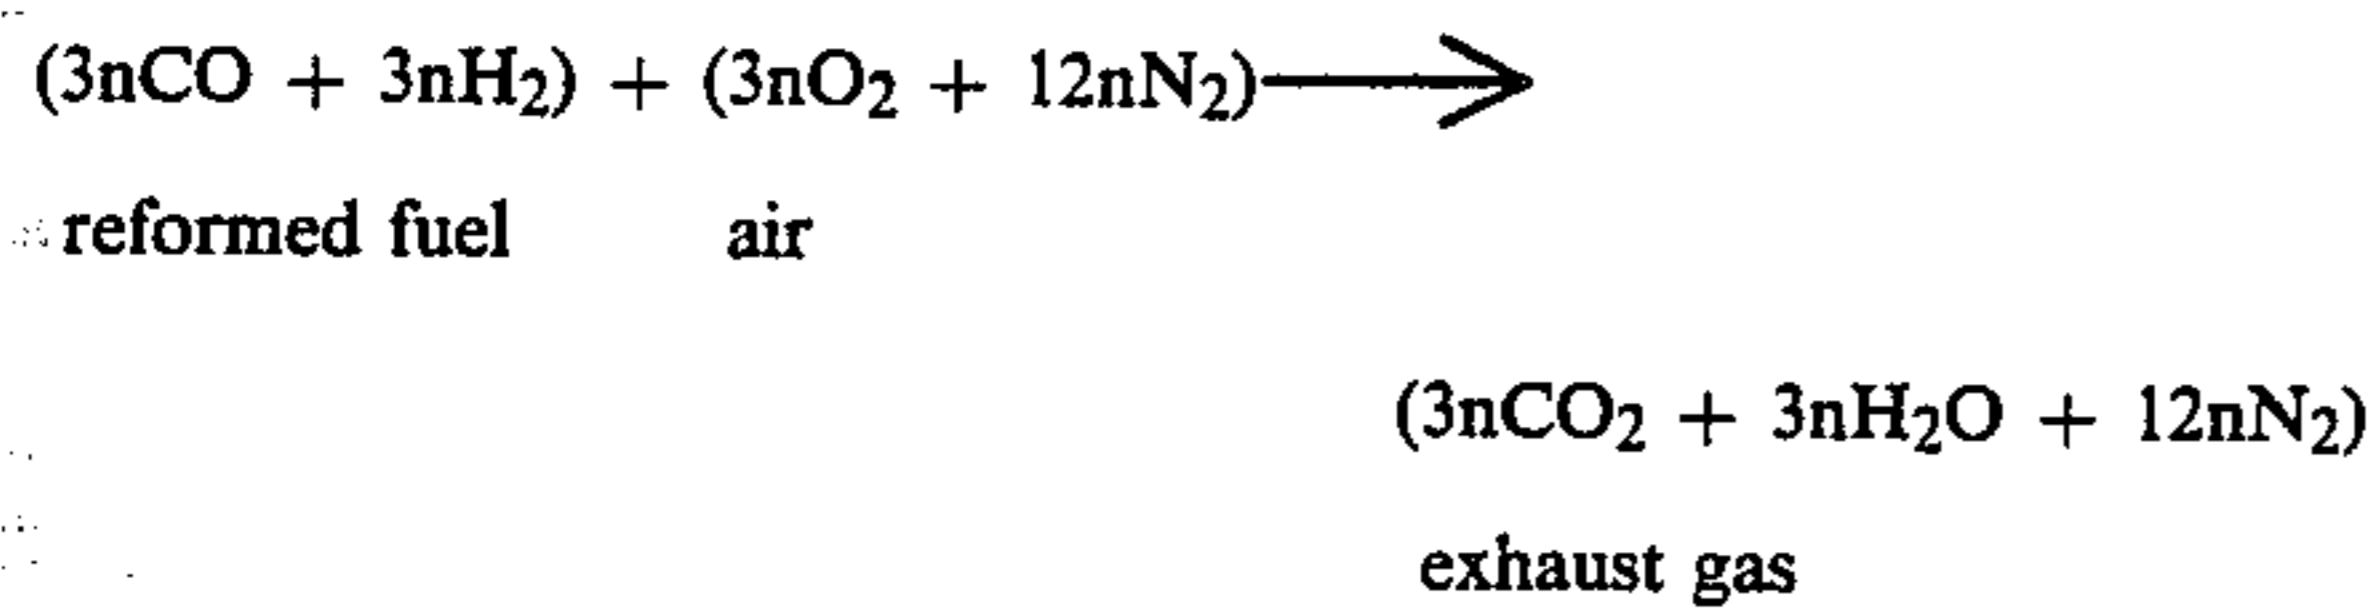 (3nCO + 3nH₂) + (3nO₂ + 12nN₂)⟶
reformed fuel air
(3nCO₂ + 3nH₂O + 12nN₂)
exhaust gas